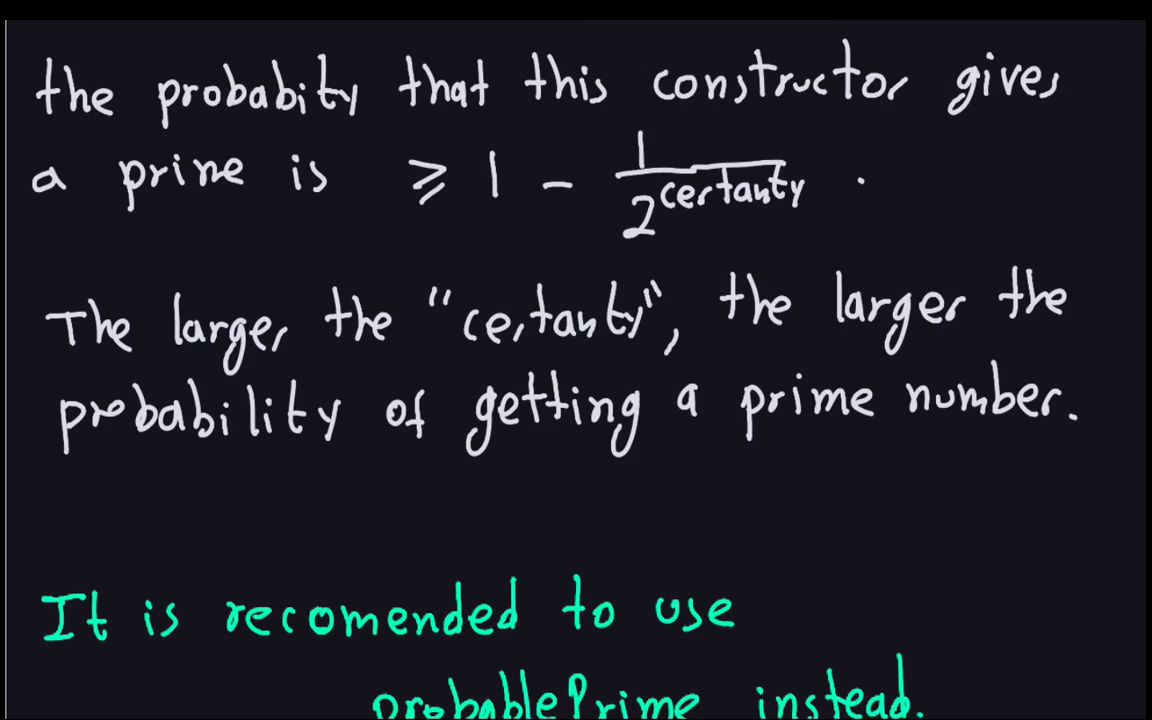 the probabity that this constructor gives
a prime is ≥ 1 - 1/2^certanty .
The larger the "certanty", the larger the
probability of getting a prime number.
It is recomended to use
probablePrime instead.